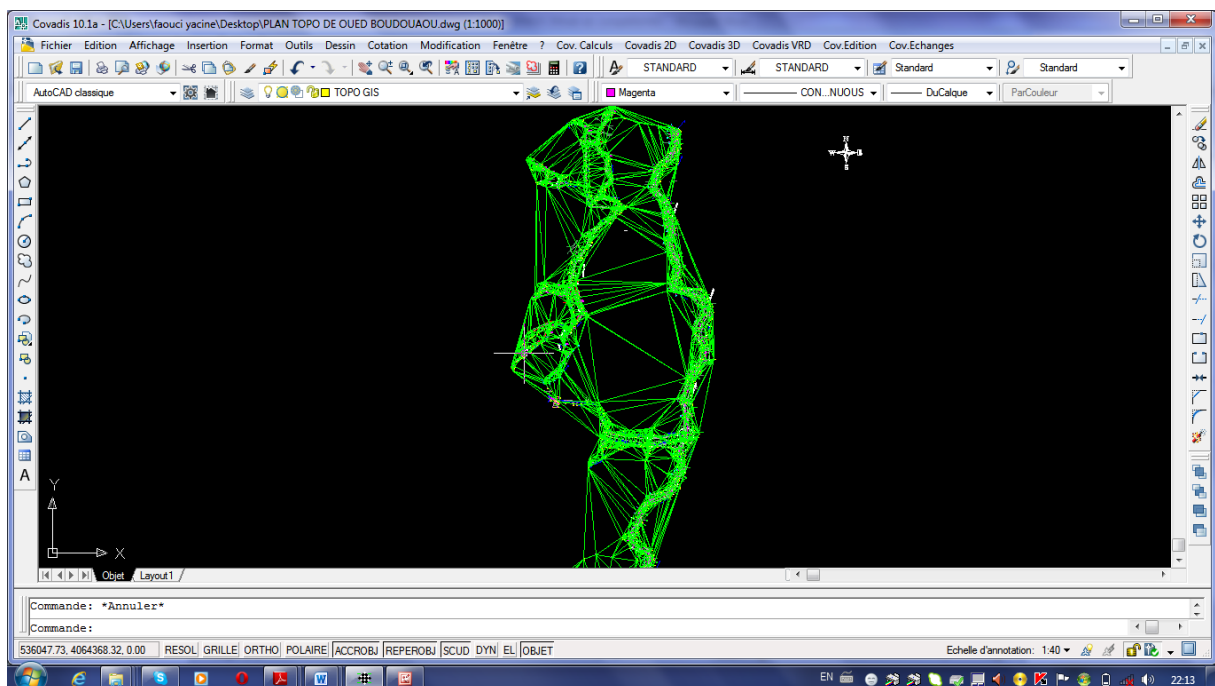 Covadis 10.1a - [C:\Users\faouci yacine\Desktop\PLAN TOPO DE OUED BOUDOUAOU.dwg (1:1000)]
Fichier Edition Affichage Insertion Format Outils Dessin Cotation Modification Fenêtre ? Cov. Calculs Covadis 2D Covadis 3D Covadis VRD Cov.Edition Cov.Echanges
STANDARD STANDARD Standard Standard
AutoCAD classique TOPO GIS Magenta CON...NUOUS DuCalque ParCouleur
N
W E
S
A
Y
X
Objet Layout1
Commande: *Annuler*
Commande:
536047.73, 4064368.32, 0.00 RESOL GRILLE ORTHO POLAIRE ACCROBJ REPEROBJ SCUD DYN EL OBJET Echelle d'annotation: 1:40
EN 22:13